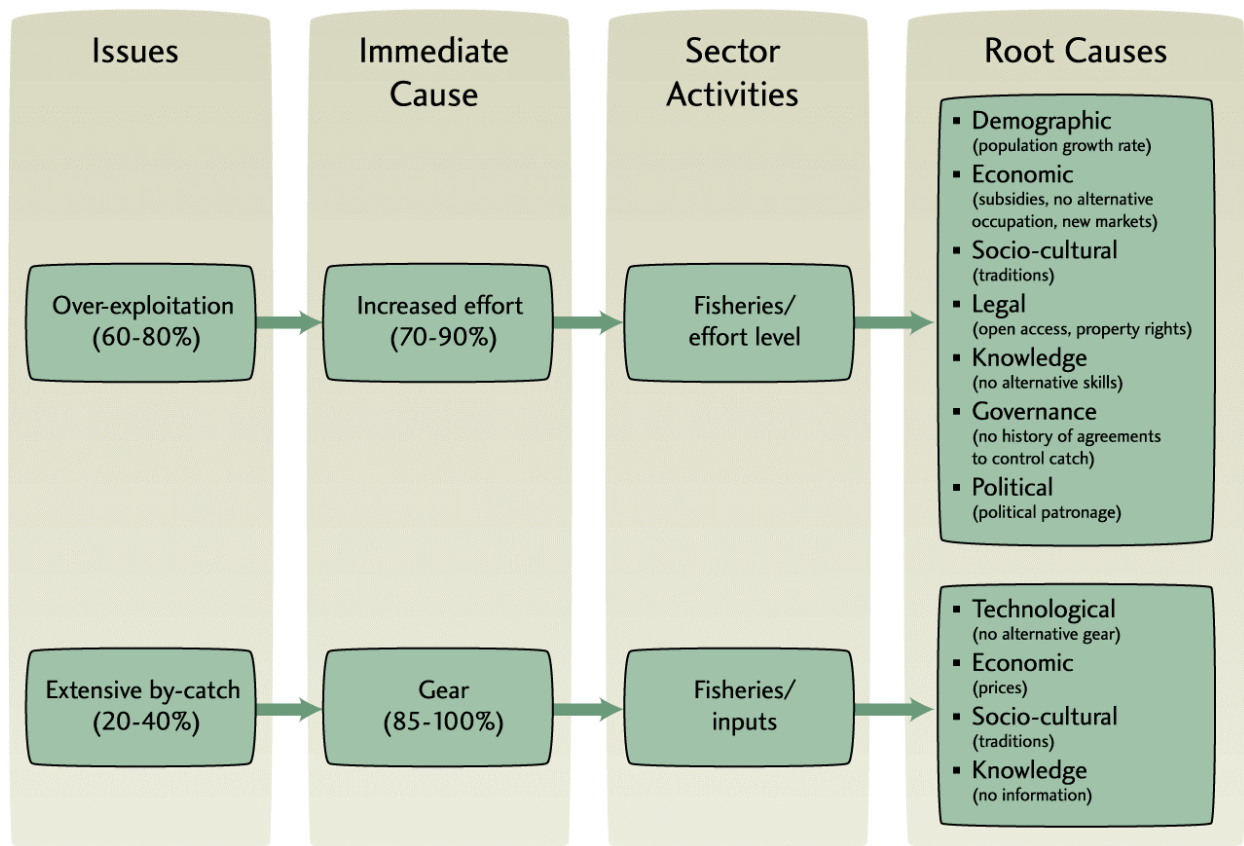 Issues
Immediate
Cause
Sector
Activities
Root Causes
Over-exploitation
(60-80%)
Increased effort
(70-90%)
Fisheries/
effort level
▪ Demographic
(population growth rate)
▪ Economic
(subsidies, no alternative
occupation, new markets)
▪ Socio-cultural
(traditions)
▪ Legal
(open access, property rights)
▪ Knowledge
(no alternative skills)
▪ Governance
(no history of agreements
to control catch)
▪ Political
(political patronage)
Extensive by-catch
(20-40%)
Gear
(85-100%)
Fisheries/
inputs
▪ Technological
(no alternative gear)
▪ Economic
(prices)
▪ Socio-cultural
(traditions)
▪ Knowledge
(no information)